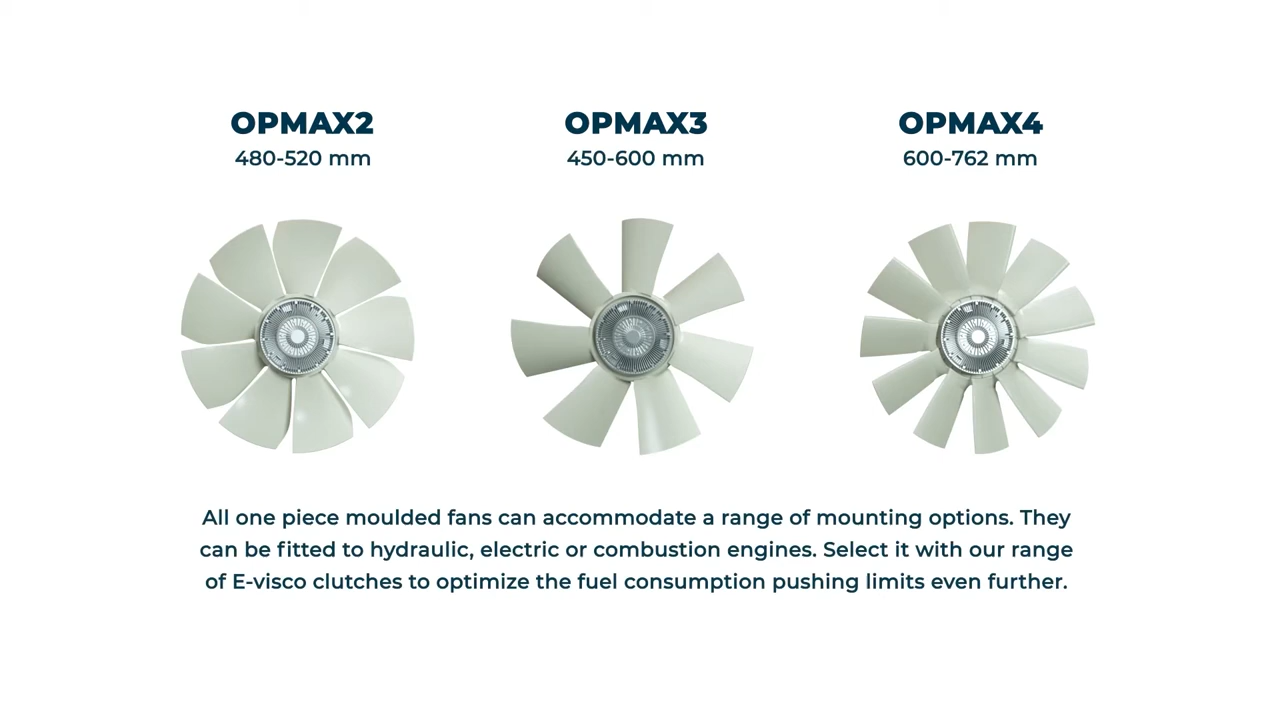 OPMAX2
480-520 mm
OPMAX3
450-600 mm
OPMAX4
600-762 mm
All one piece moulded fans can accommodate a range of mounting options. They
can be fitted to hydraulic, electric or combustion engines. Select it with our range
of E-visco clutches to optimize the fuel consumption pushing limits even further.